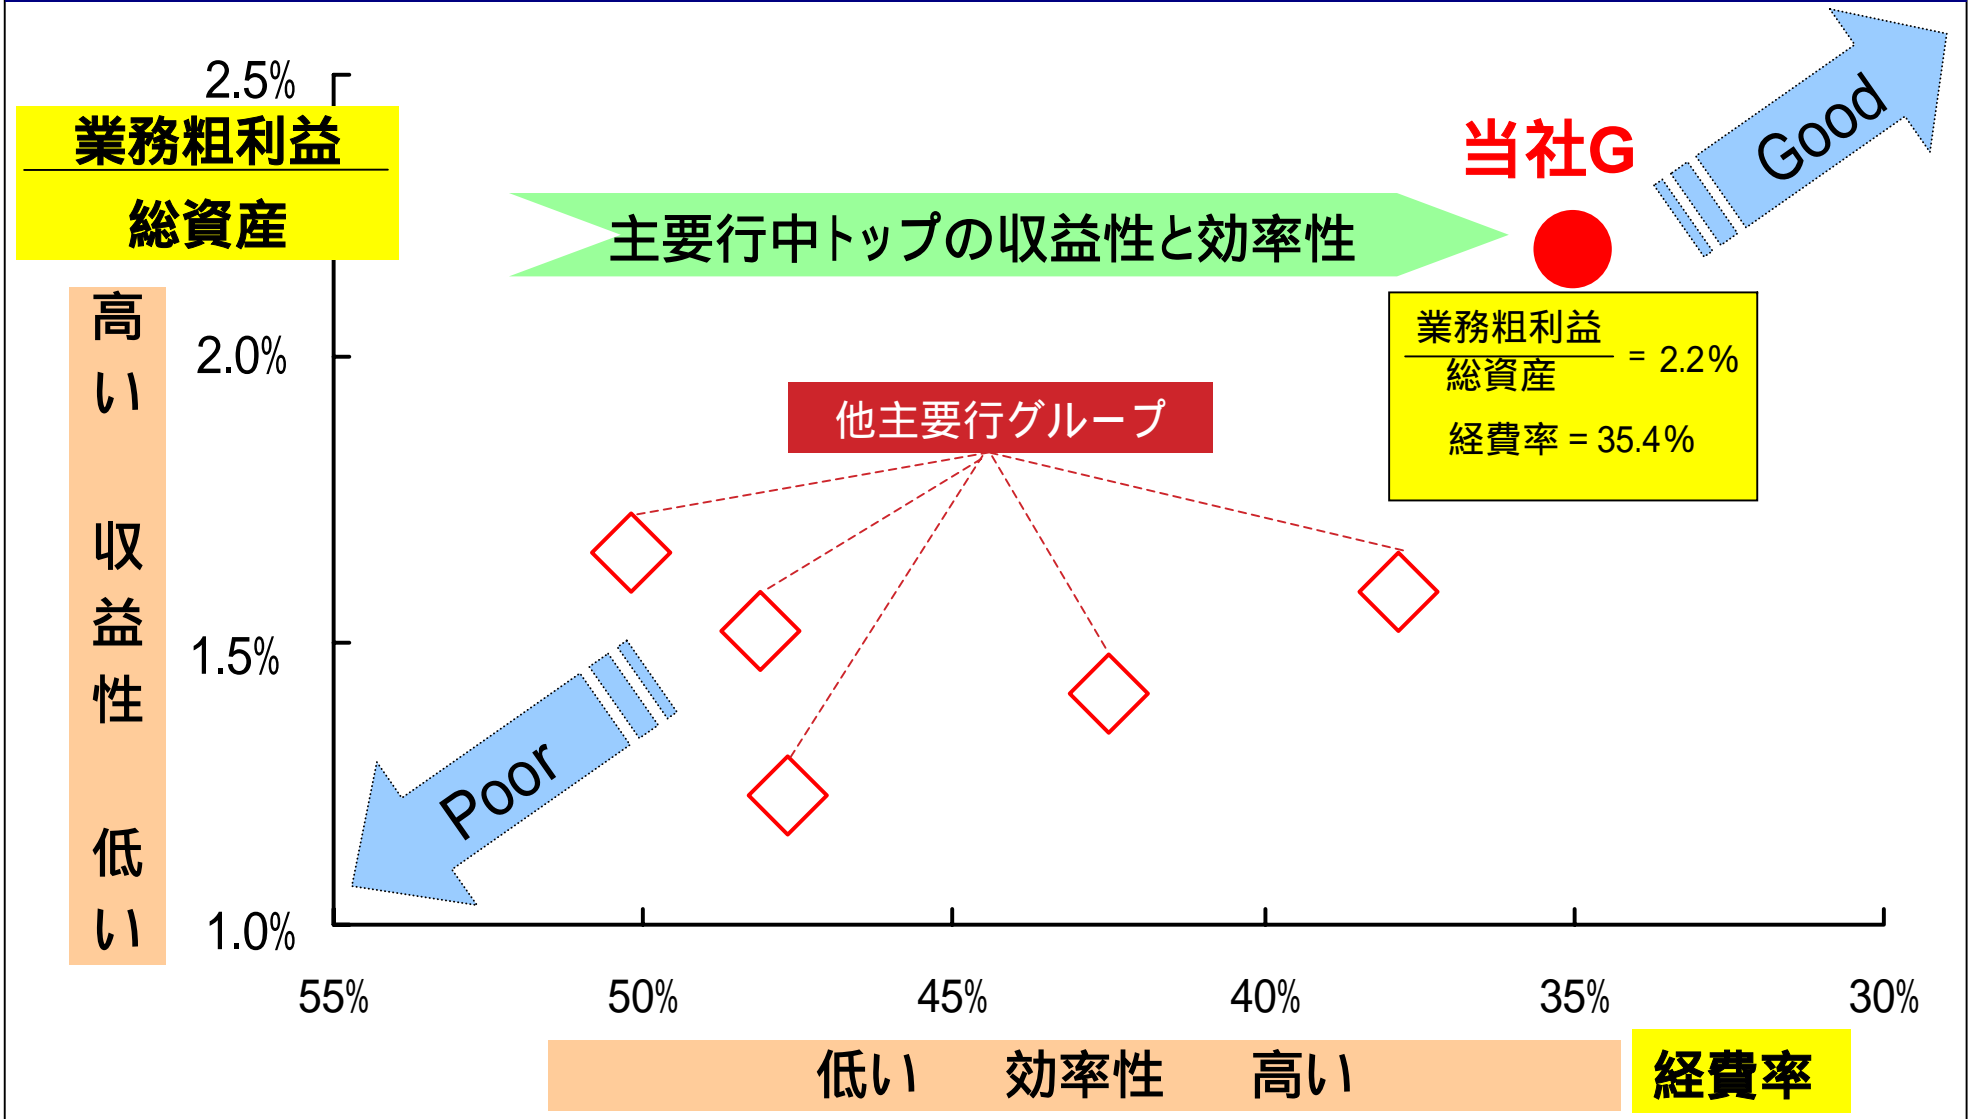 2.5%
業務粗利益
総資産
2.0%
1.5%
1.0%
高い 収益性 低い
主要行中トップの収益性と効率性
当社G
Good
業務粗利益
総資産
= 2.2%
経費率 = 35.4%
他主要行グループ
Poor
55% 50% 45% 40% 35% 30%
低い 効率性 高い
経費率